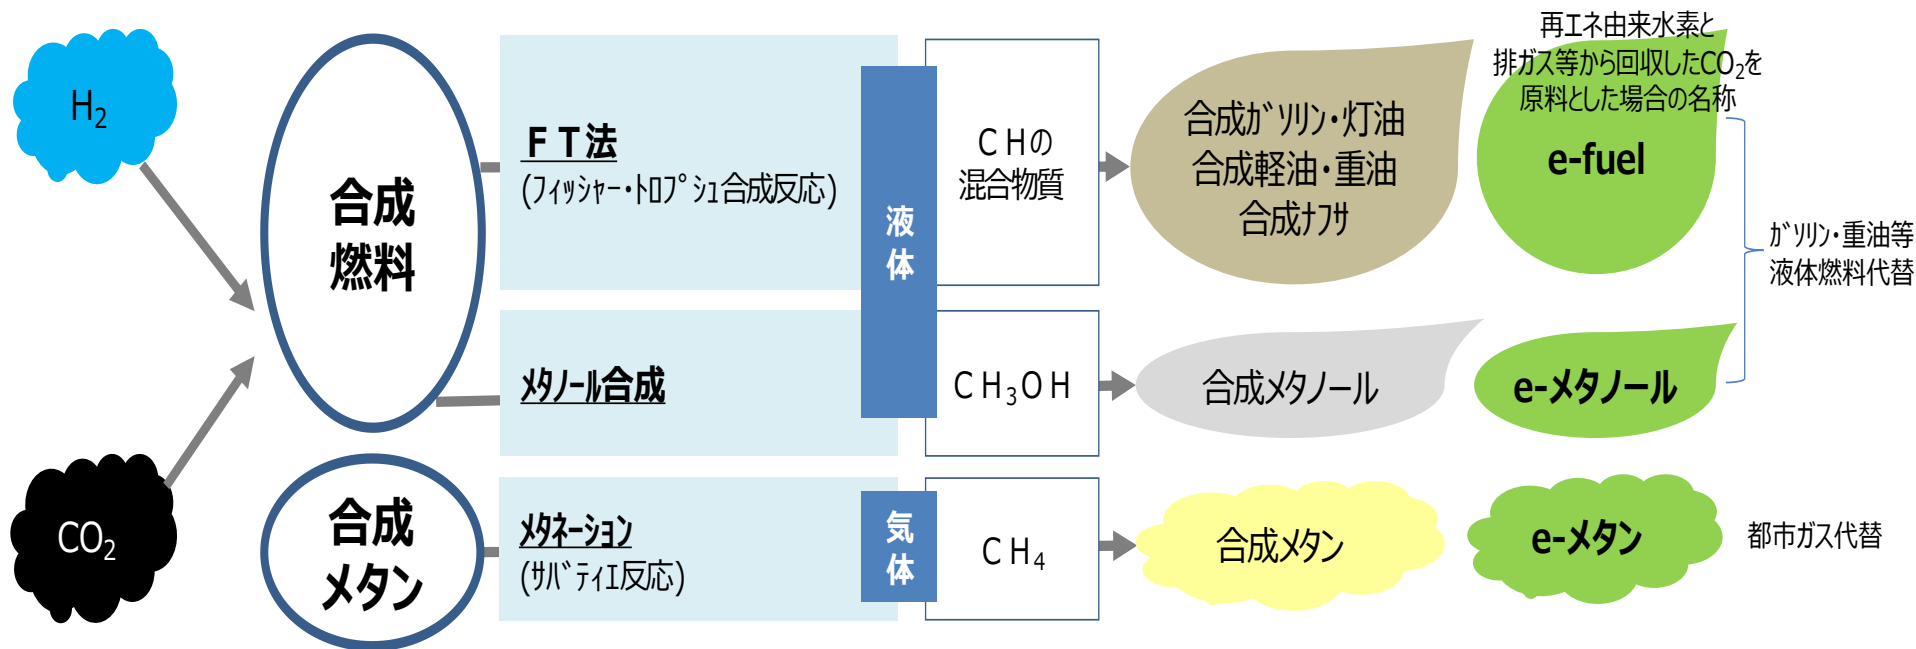 H₂
CO₂
合成
燃料
合成
メタン
ＦＴ法
(ﾌｨｯｼｬｰ・ﾄﾛﾌﾟｼｭ合成反応)
ﾒﾀﾉｰﾙ合成
ﾒﾀﾈｰｼｮﾝ
(ｻﾊﾞﾃｨｴ反応)
液
体
気
体
ＣＨの
混合物質
ＣＨ₃ＯＨ
ＣＨ₄
合成ｶﾞｿﾘﾝ・灯油
合成軽油・重油
合成ﾅﾌｻ
合成メタノール
合成メタン
再エネ由来水素と
排ガス等から回収したCO₂を
原料とした場合の名称
e-fuel
e-メタノール
e-メタン
ｶﾞｿﾘﾝ・重油等
液体燃料代替
都市ガス代替